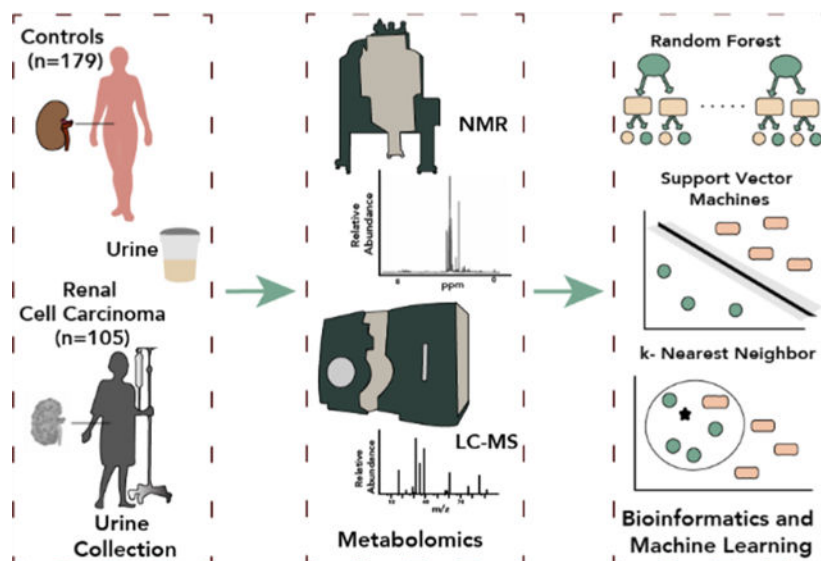 Controls
(n=179)
Urine
Renal
Cell Carcinoma
(n=105)
Urine
Collection
NMR
Relative
Abundance
ppm
LC-MS
Relative
Abundance
m/z
Metabolomics
Random Forest
Support Vector
Machines
k- Nearest Neighbor
Bioinformatics and
Machine Learning